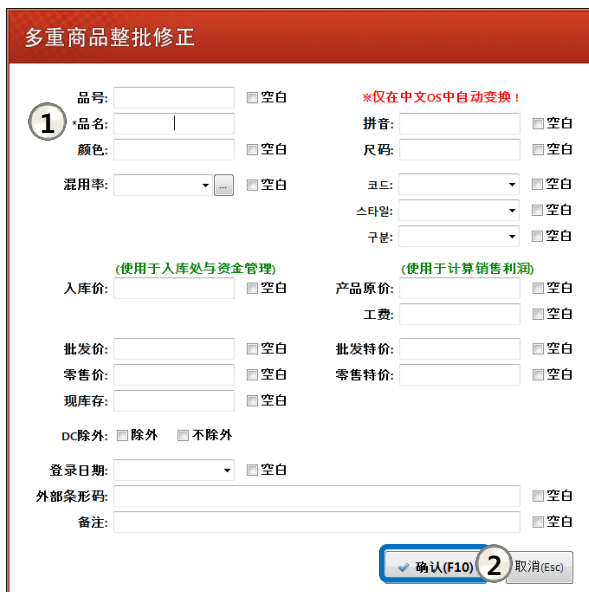 多重商品整批修正
品号: 空白 ※仅在中文OS中自动变换！
1 *品名: 拼音: 空白
颜色: 空白 尺码: 空白
混用率: ... 空白 코드: 空白
스타일: 空白
구분: 空白
(使用于入库处与资金管理) (使用于计算销售利润)
入库价: 空白 产品原价: 空白
工费: 空白
批发价: 空白 批发特价: 空白
零售价: 空白 零售特价: 空白
现库存: 空白
DC除外: 除外 不除外
登录日期: 空白
外部条形码: 空白
备注: 空白
确认(F10) 2 取消(Esc)